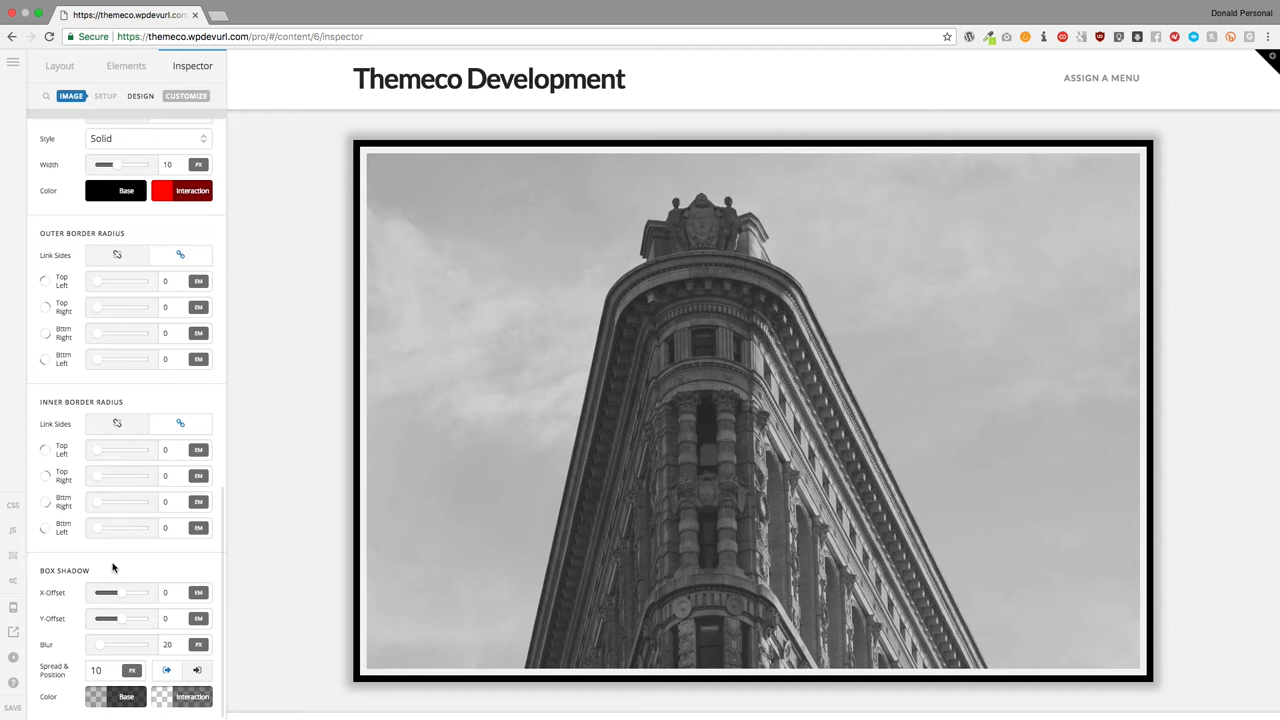 https://themeco.wpdevurl.com
Donald Personal
Secure
https://themeco.wpdevurl.com/pro/#/content/6/inspector
Layout
Elements
Inspector
IMAGE
SETUP
DESIGN
CUSTOMIZE
Themeco Development
ASSIGN A MENU
Style
Solid
Width
10
PX
Color
Base
Interaction
OUTER BORDER RADIUS
Link Sides
Top
Left
0
EM
Top
Right
0
EM
Bttm
Right
0
EM
Bttm
Left
0
EM
INNER BORDER RADIUS
Link Sides
Top
Left
0
EM
Top
Right
0
EM
Bttm
Right
0
EM
Bttm
Left
0
EM
BOX SHADOW
X-Offset
0
EM
Y-Offset
0
EM
Blur
20
PX
Spread &
Position
10
PX
Color
Base
Interaction
CSS
JS
SAVE